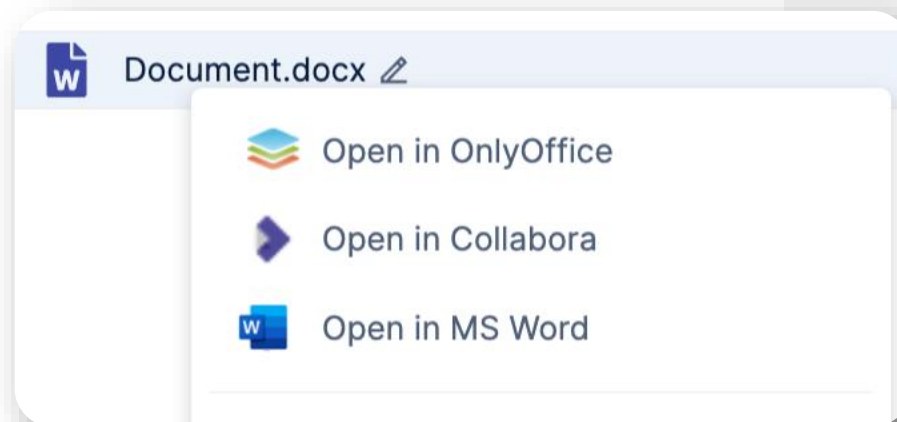 W Document.docx
Open in OnlyOffice
Open in Collabora
W Open in MS Word